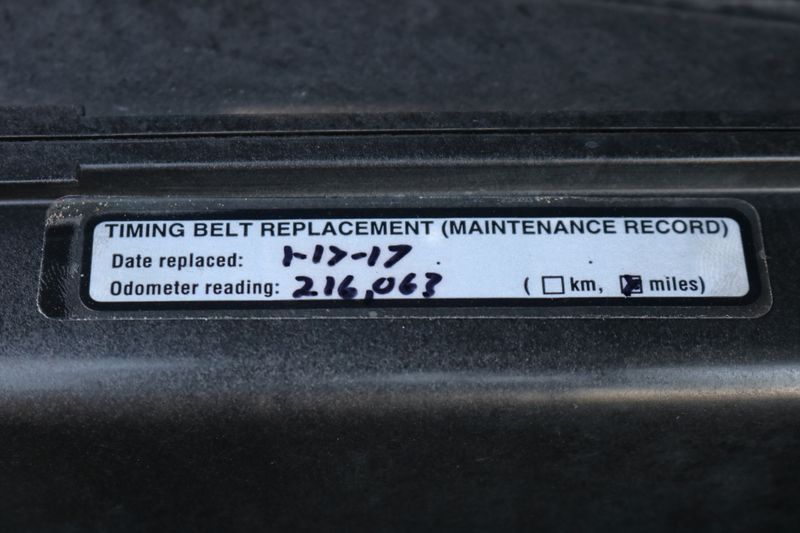 TIMING BELT REPLACEMENT (MAINTENANCE RECORD)
Date replaced: 1-17-17
Odometer reading: 216,063 ( km, miles)